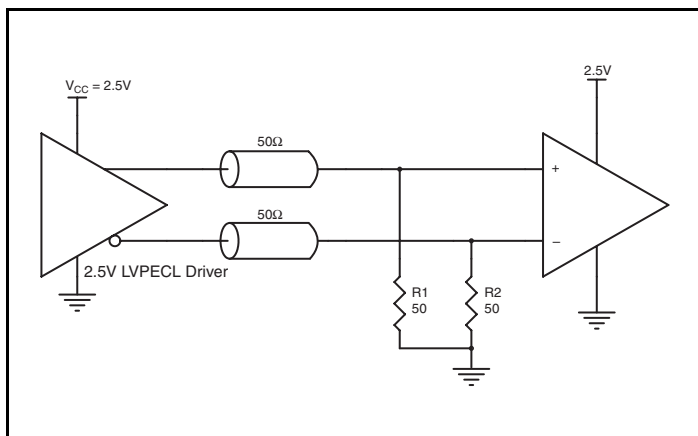 V_CC = 2.5V
2.5V
50Ω
+
50Ω
−
2.5V LVPECL Driver
R1
50
R2
50